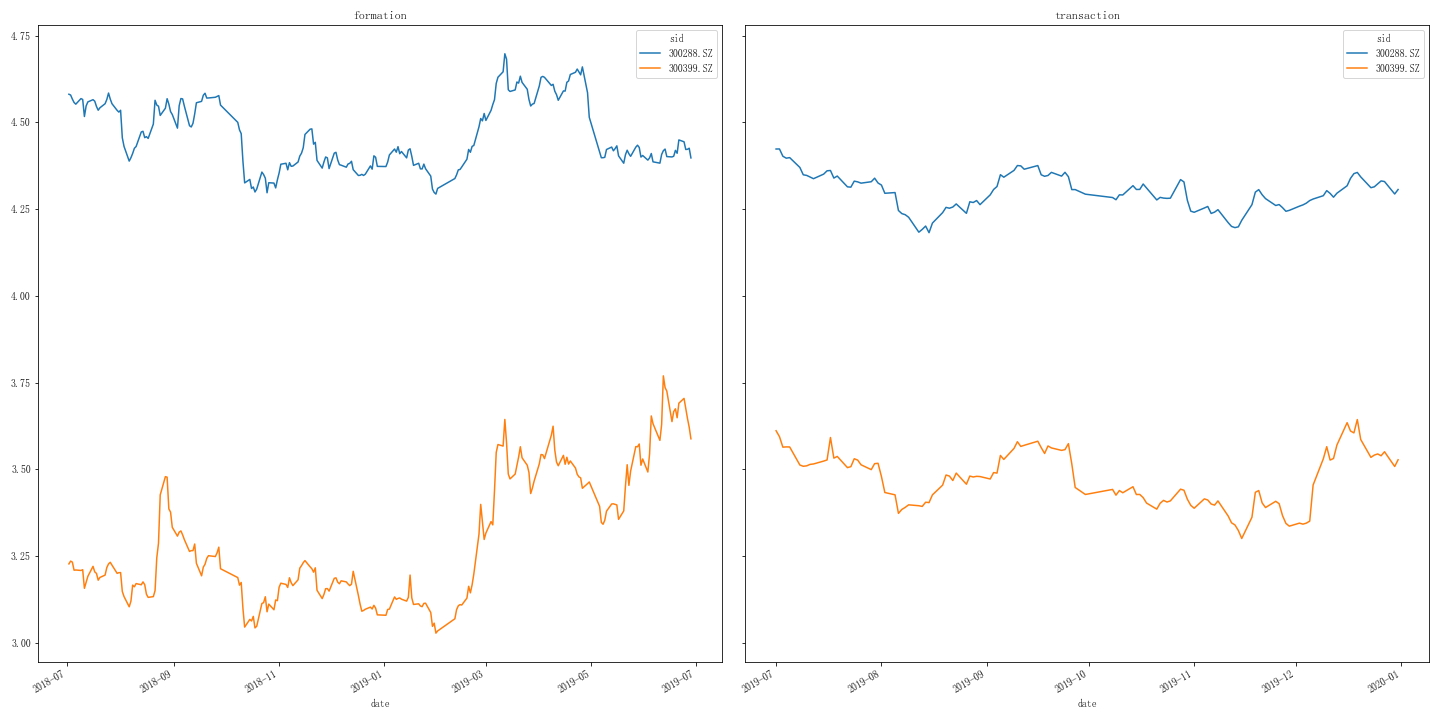 formation
4.75
4.50
4.25
4.00
3.75
3.50
3.25
3.00
sid
300288.SZ
300399.SZ
2018-07
2018-09
2018-11
2019-01
2019-03
2019-05
2019-07
date
transaction
sid
300288.SZ
300399.SZ
2019-07
2019-08
2019-09
2019-10
2019-11
2019-12
2020-01
date